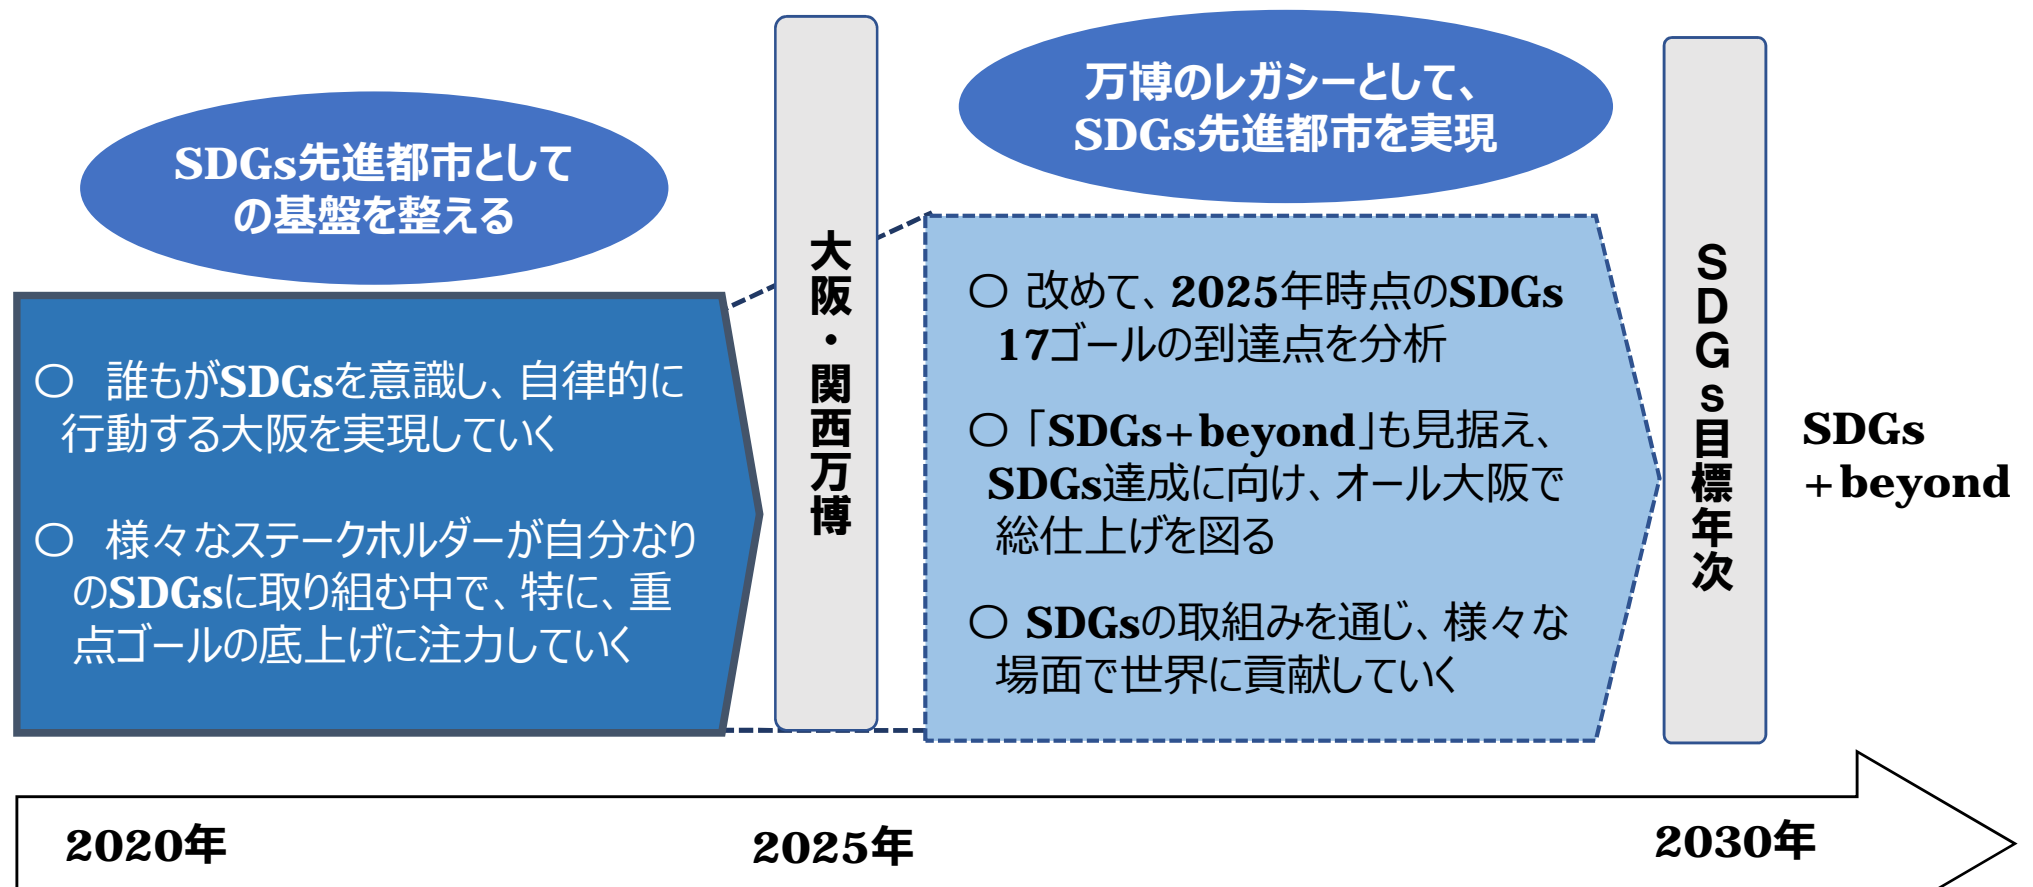 SDGs先進都市として
の基盤を整える
〇 誰もがSDGsを意識し、自律的に
行動する大阪を実現していく
〇 様々なステークホルダーが自分なり
のSDGsに取り組む中で、特に、重
点ゴールの底上げに注力していく
大阪・関西万博
万博のレガシーとして、
SDGs先進都市を実現
〇 改めて、2025年時点のSDGs
17ゴールの到達点を分析
〇「SDGs+beyond」も見据え、
SDGs達成に向け、オール大阪で
総仕上げを図る
〇 SDGsの取組みを通じ、様々な
場面で世界に貢献していく
SDGs目標年次
SDGs
+beyond
2020年
2025年
2030年